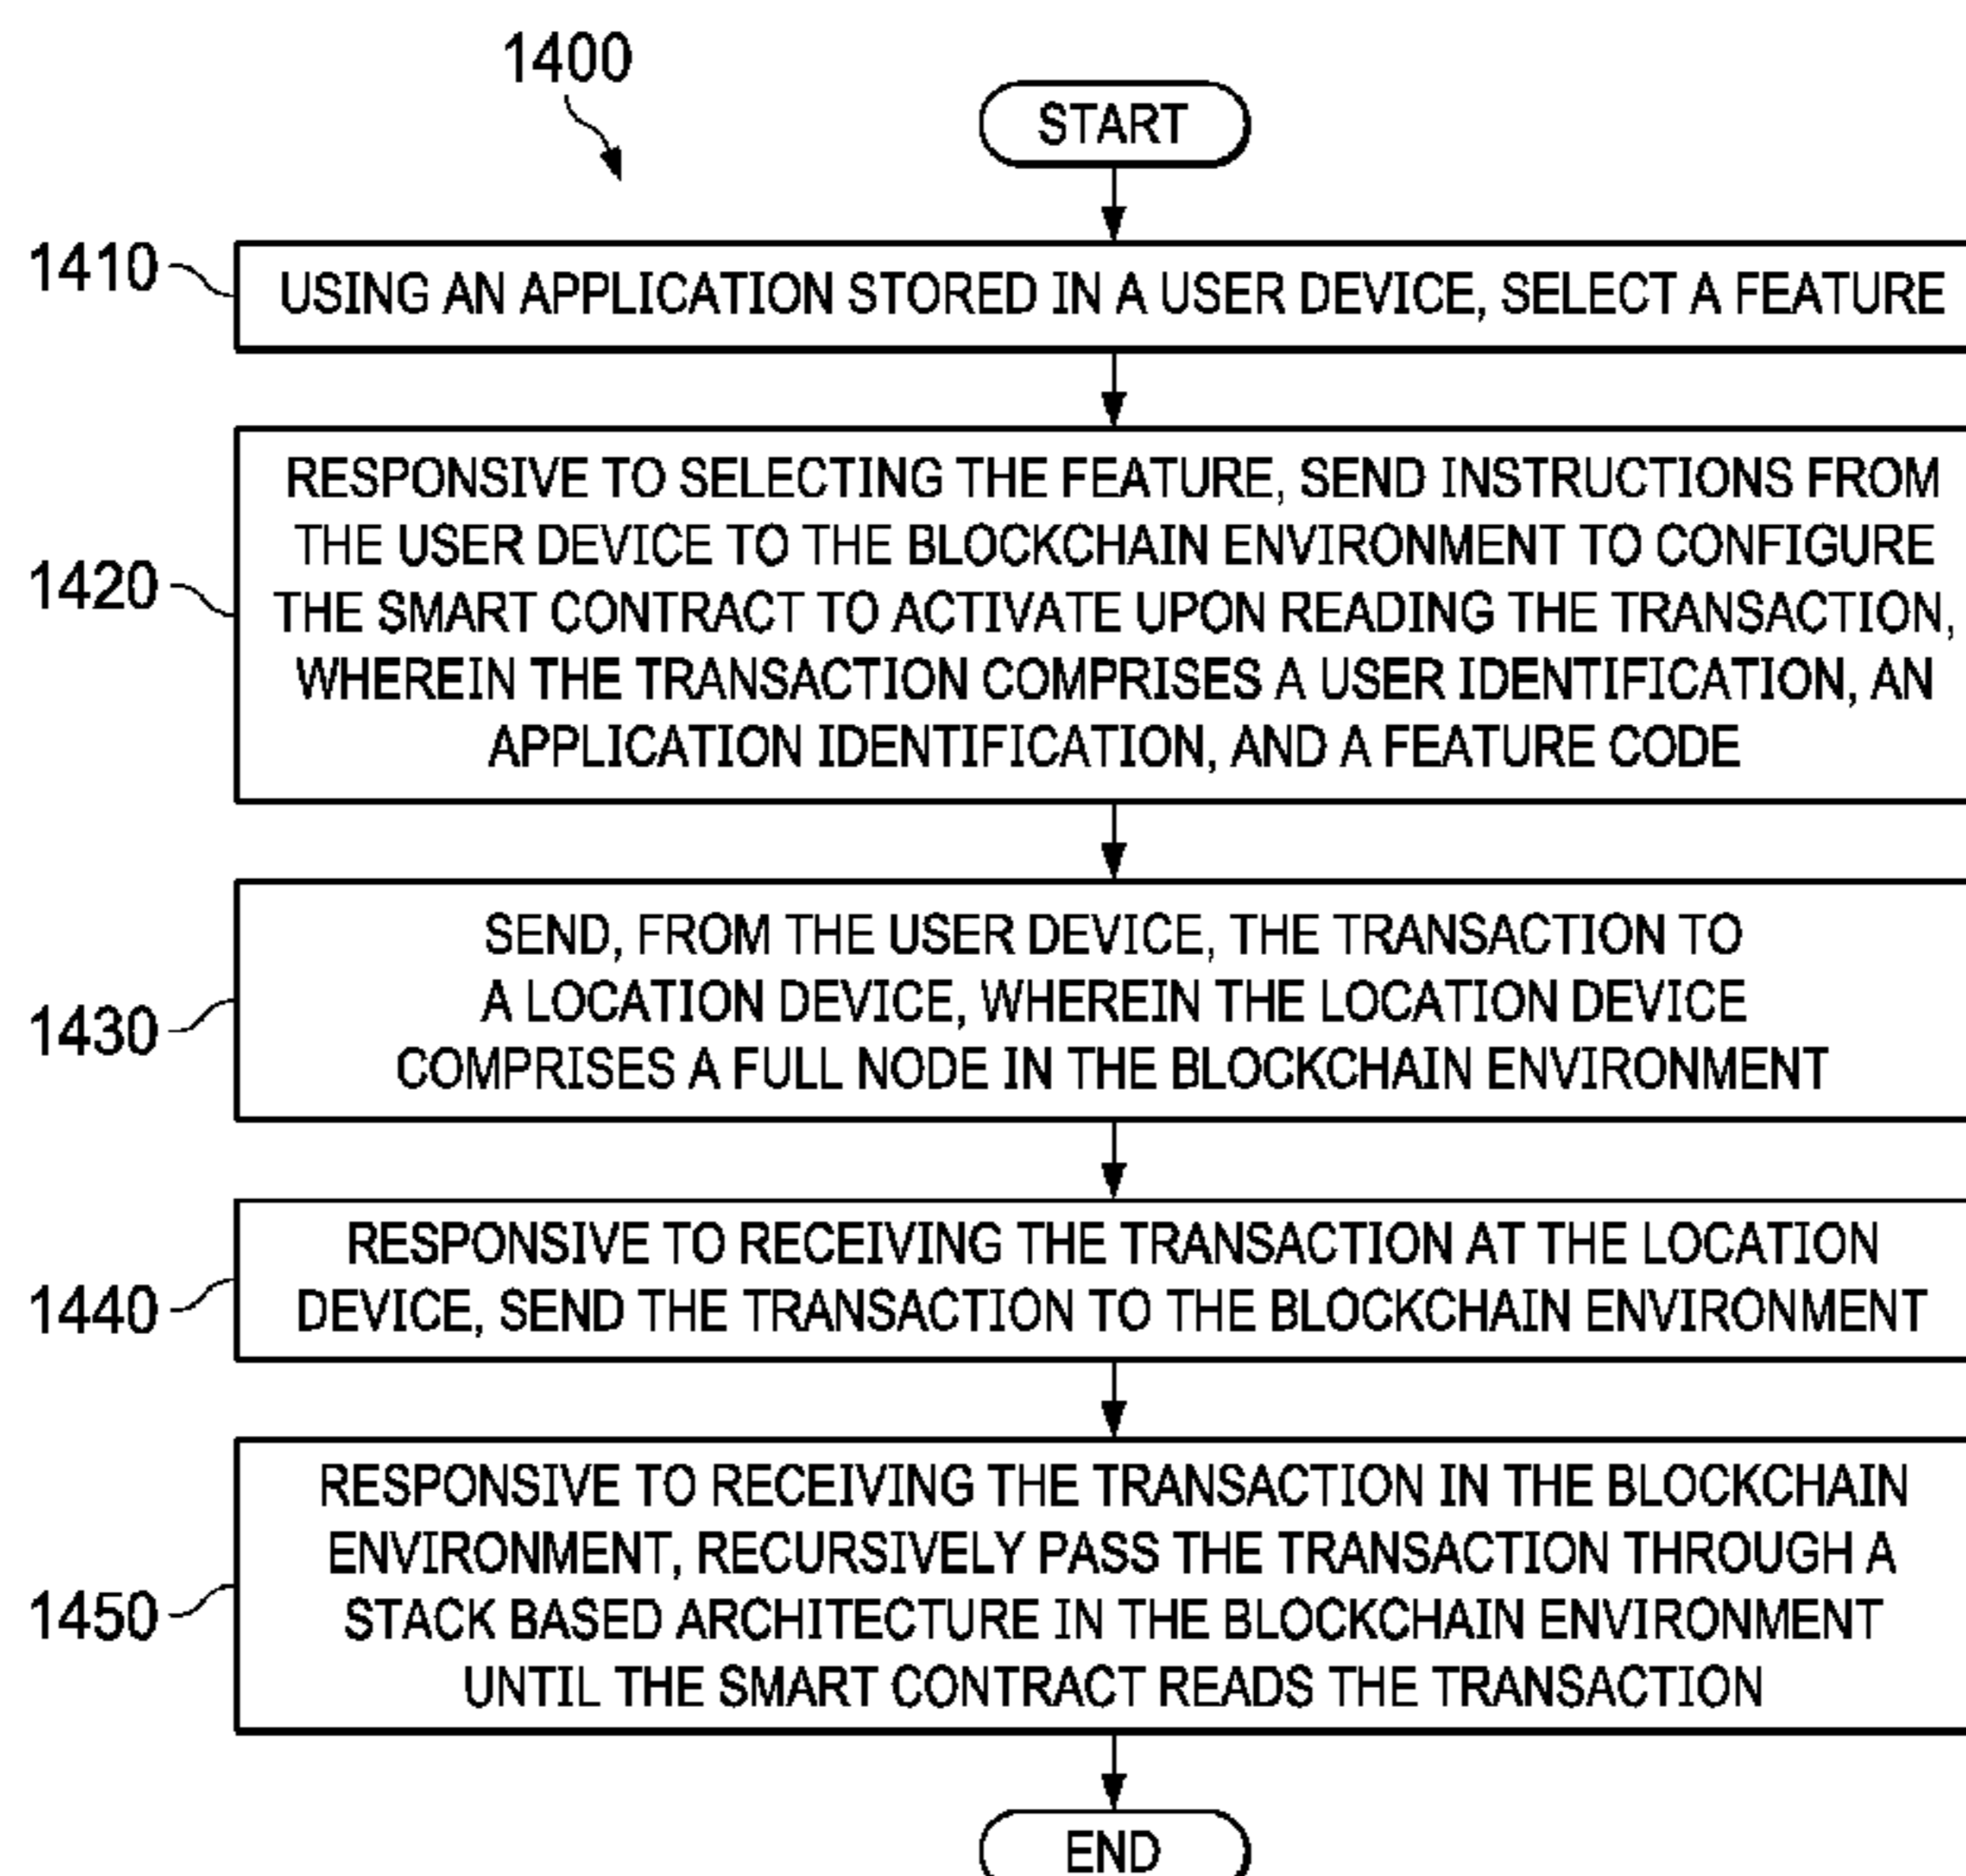 1400
START
1410
USING AN APPLICATION STORED IN A USER DEVICE, SELECT A FEATURE
1420
RESPONSIVE TO SELECTING THE FEATURE, SEND INSTRUCTIONS FROM
THE USER DEVICE TO THE BLOCKCHAIN ENVIRONMENT TO CONFIGURE
THE SMART CONTRACT TO ACTIVATE UPON READING THE TRANSACTION,
WHEREIN THE TRANSACTION COMPRISES A USER IDENTIFICATION, AN
APPLICATION IDENTIFICATION, AND A FEATURE CODE
1430
SEND, FROM THE USER DEVICE, THE TRANSACTION TO
A LOCATION DEVICE, WHEREIN THE LOCATION DEVICE
COMPRISES A FULL NODE IN THE BLOCKCHAIN ENVIRONMENT
1440
RESPONSIVE TO RECEIVING THE TRANSACTION AT THE LOCATION
DEVICE, SEND THE TRANSACTION TO THE BLOCKCHAIN ENVIRONMENT
1450
RESPONSIVE TO RECEIVING THE TRANSACTION IN THE BLOCKCHAIN
ENVIRONMENT, RECURSIVELY PASS THE TRANSACTION THROUGH A
STACK BASED ARCHITECTURE IN THE BLOCKCHAIN ENVIRONMENT
UNTIL THE SMART CONTRACT READS THE TRANSACTION
END